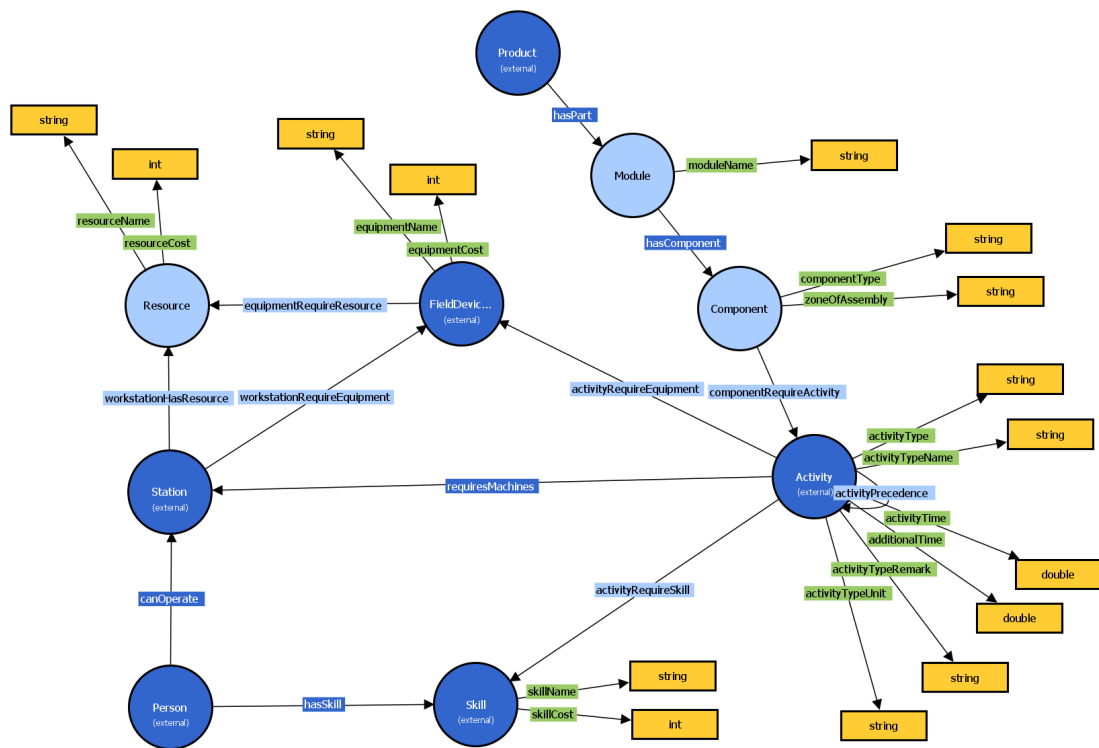 Product
(external)
hasPart
string
string
int
int
Module
moduleName
string
resourceName
resourceCost
equipmentName
equipmentCost
hasComponent
string
componentType
zoneOfAssembly
string
Resource
equipmentRequireResource
FieldDevic...
(external)
Component
workstationHasResource
workstationRequireEquipment
activityRequireEquipment
componentRequireActivity
string
activityType
string
activityTypeName
Station
(external)
requiresMachines
Activity
(external)
activityPrecedence
activityTime
additionalTime
activityTypeRemark
activityTypeUnit
double
double
canOperate
activityRequireSkill
Person
(external)
hasSkill
Skill
(external)
skillName
skillCost
string
int
string
string